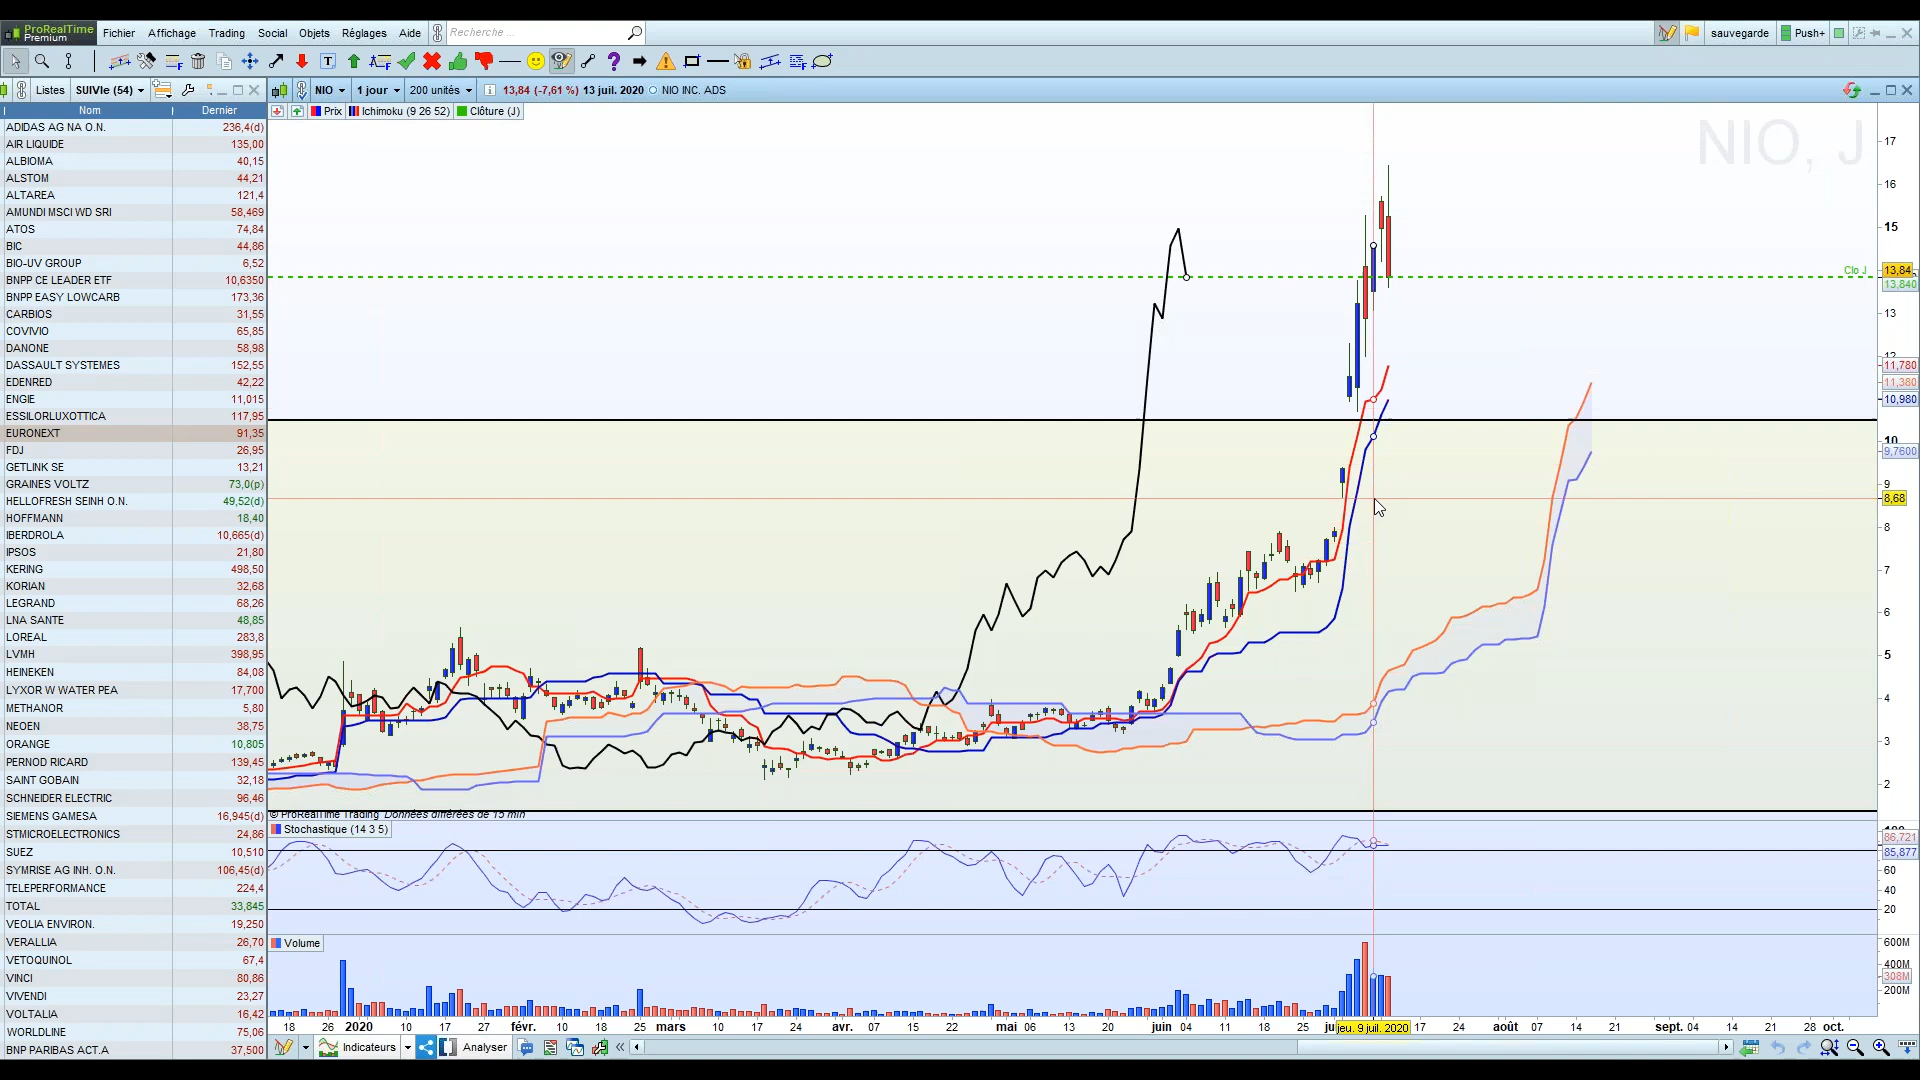 ProRealTime Premium Fichier Affichage Trading Social Objets Réglages Aide Recherche ... sauvegarde Push+
Listes SUIVIe (54) NIO 1 jour 200 unités 13,84 (-7,61 %) 13 juil. 2020 NIO INC. ADS
Nom Dernier
Prix Ichimoku (9 26 52) Clôture (J)
NIO, J
ADIDAS AG NA O.N. 236,4(d)
AIR LIQUIDE 135,00
ALBIOMA 40,15
ALSTOM 44,21
ALTAREA 121,4
AMUNDI MSCI WD SRI 58,469
ATOS 74,84
BIC 44,86
BIO-UV GROUP 6,52
BNPP CE LEADER ETF 10,6350
BNPP EASY LOWCARB 173,36
CARBIOS 31,55
COVIVIO 65,85
DANONE 58,98
DASSAULT SYSTEMES 152,55
EDENRED 42,22
ENGIE 11,015
ESSILORLUXOTTICA 117,95
EURONEXT 91,35
FDJ 26,95
GETLINK SE 13,21
GRAINES VOLTZ 73,0(p)
HELLOFRESH SEINH O.N. 49,52(d)
HOFFMANN 18,40
IBERDROLA 10,665(d)
IPSOS 21,80
KERING 498,50
KORIAN 32,68
LEGRAND 68,26
LNA SANTE 48,85
LOREAL 283,8
LVMH 398,95
HEINEKEN 84,08
LYXOR W WATER PEA 17,700
METHANOR 5,80
NEOEN 38,75
ORANGE 10,805
PERNOD RICARD 139,45
SAINT GOBAIN 32,18
SCHNEIDER ELECTRIC 96,46
SIEMENS GAMESA 16,945(d)
STMICROELECTRONICS 24,86
SUEZ 10,510
SYMRISE AG INH. O.N. 106,45(d)
TELEPERFORMANCE 224,4
TOTAL 33,845
VEOLIA ENVIRON. 19,250
VERALLIA 26,70
VETOQUINOL 67,4
VINCI 80,86
VIVENDI 23,27
VOLTALIA 16,42
WORLDLINE 75,06
BNP PARIBAS ACT.A 37,500
17
16
15
Clo J 13,84
13,840
13
12
11,780
11,380
10,980
10
9,7600
9
8,68
8
7
6
5
4
3
2
© ProRealTime Trading Données différées de 15 min
Stochastique (14 3 5)
100
86,721
85,877
60
40
20
Volume
600M
400M
308M
200M
18 26 2020 10 17 27 févr. 10 18 25 mars 10 17 24 avr. 07 15 22 mai 06 13 20 juin 04 11 18 25 ju jeu. 9 juil. 2020 17 24 août 07 14 21 sept. 04 14 21 28 oct.
Indicateurs Analyser